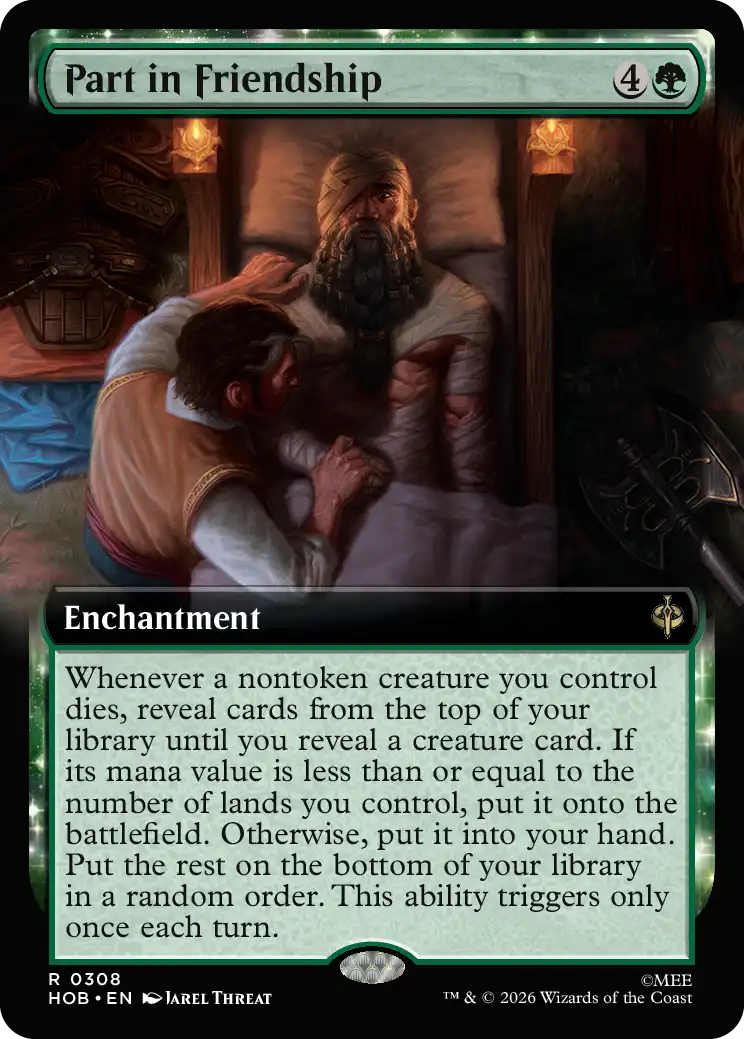 Part in Friendship 4
Enchantment
Whenever a nontoken creature you control
dies, reveal cards from the top of your
library until you reveal a creature card. If
its mana value is less than or equal to the
number of lands you control, put it onto the
battlefield. Otherwise, put it into your hand.
Put the rest on the bottom of your library
in a random order. This ability triggers only
once each turn.
R 0308
HOB • EN JAREL THREAT
©MEE
™ & © 2026 Wizards of the Coast